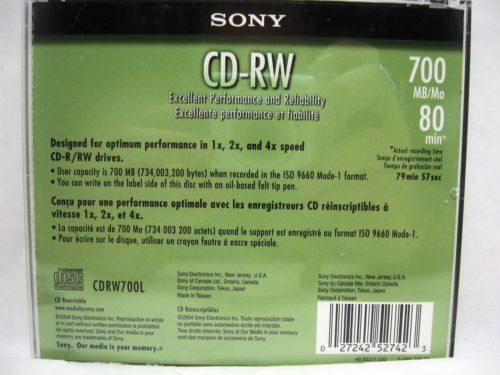 SONY
CD-RW
Excellent Performance and Reliability
Excellente performance et fiabilité
700
MB/Mo
80
min*
*Actual recording time
Temps d'enregistrement réel
Tiempo de grabación real
79 min 57 sec
Designed for optimum performance in 1x, 2x, and 4x speed
CD-R/RW drives.
• User capacity is 700 MB (734,003,200 bytes) when recorded in the ISO 9660 Mode-1 format.
• You can write on the label side of this disc with an oil-based felt tip pen.
Conçu pour une performance optimale avec les enregistreurs CD réinscriptibles à
vitesse 1x, 2x, et 4x.
• La capacité est de 700 Mo (734 003 200 octets) quand le support est enregistré au format ISO 9660 Mode-1.
• Pour écrire sur le disque, utiliser un crayon feutre à encre spéciale.
COMPACT
disc
ReWritable
CDRW700L
Sony Electronics Inc., New Jersey, U.S.A
Sony of Canada Ltd., Ontario Canada
Sony Corporation, Tokyo, Japan
Made in Taiwan
Sony Electronics Inc., New Jersey, U.S.A.
Sony du Canada ltée, Ontario Canada
Sony Corporation, Tokyo, Japan
Fabriqué à Taiwan
CD Rewritable
www.mediabysony.com
©2004 Sony Electronics Inc. Reproduction in whole
or in part without written permission is prohibited.
All rights reserved. Sony and Our media is your
memory are trademarks of Sony.
Sony. Our media is your memory.™
CD Réinscriptibles
©2004 Sony Electronics Inc. Toute reproduction totale
ou partielle sans autorisation écrite est interdite.
Tous droits réservés. Sony et Our media is your
memory sont des marques de commerce de Sony.
0 27242 52742 3